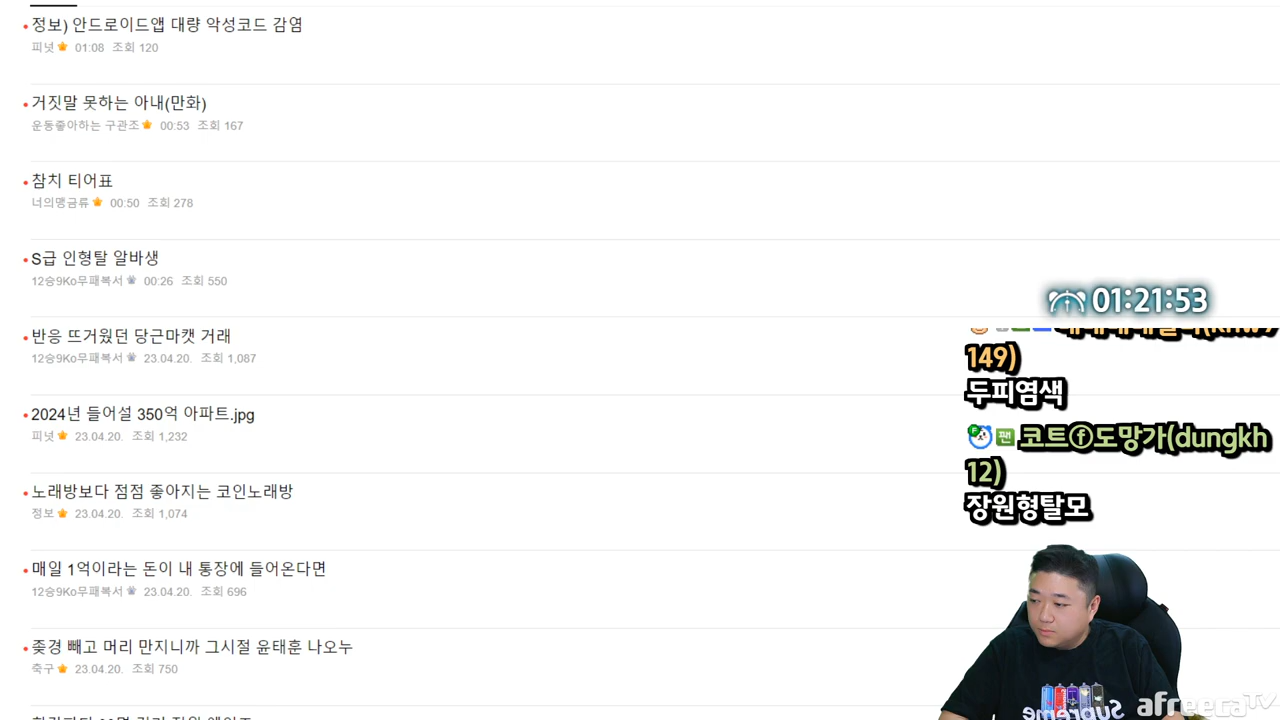 정보) 안드로이드앱 대량 악성코드 감염
피넛 01:08 조회 120
거짓말 못하는 아내(만화)
운동좋아하는 구관조 00:53 조회 167
참치 티어표
너의맹금류 00:50 조회 278
S급 인형탈 알바생
12승9Ko무패복서 00:26 조회 550
반응 뜨거웠던 당근마캣 거래
12승9Ko무패복서 23.04.20. 조회 1,087
2024년 들어설 350억 아파트.jpg
피넛 23.04.20. 조회 1,232
노래방보다 점점 좋아지는 코인노래방
정보 23.04.20. 조회 1,074
매일 1억이라는 돈이 내 통장에 들어온다면
12승9Ko무패복서 23.04.20. 조회 696
좆경 빼고 머리 만지니까 그시절 윤태훈 나오누
축구 23.04.20. 조회 750
01:21:53
149)
두피염색
팬 코트ⓕ도망가(dungkh
12)
장원형탈모
Supreme
afreecaTV